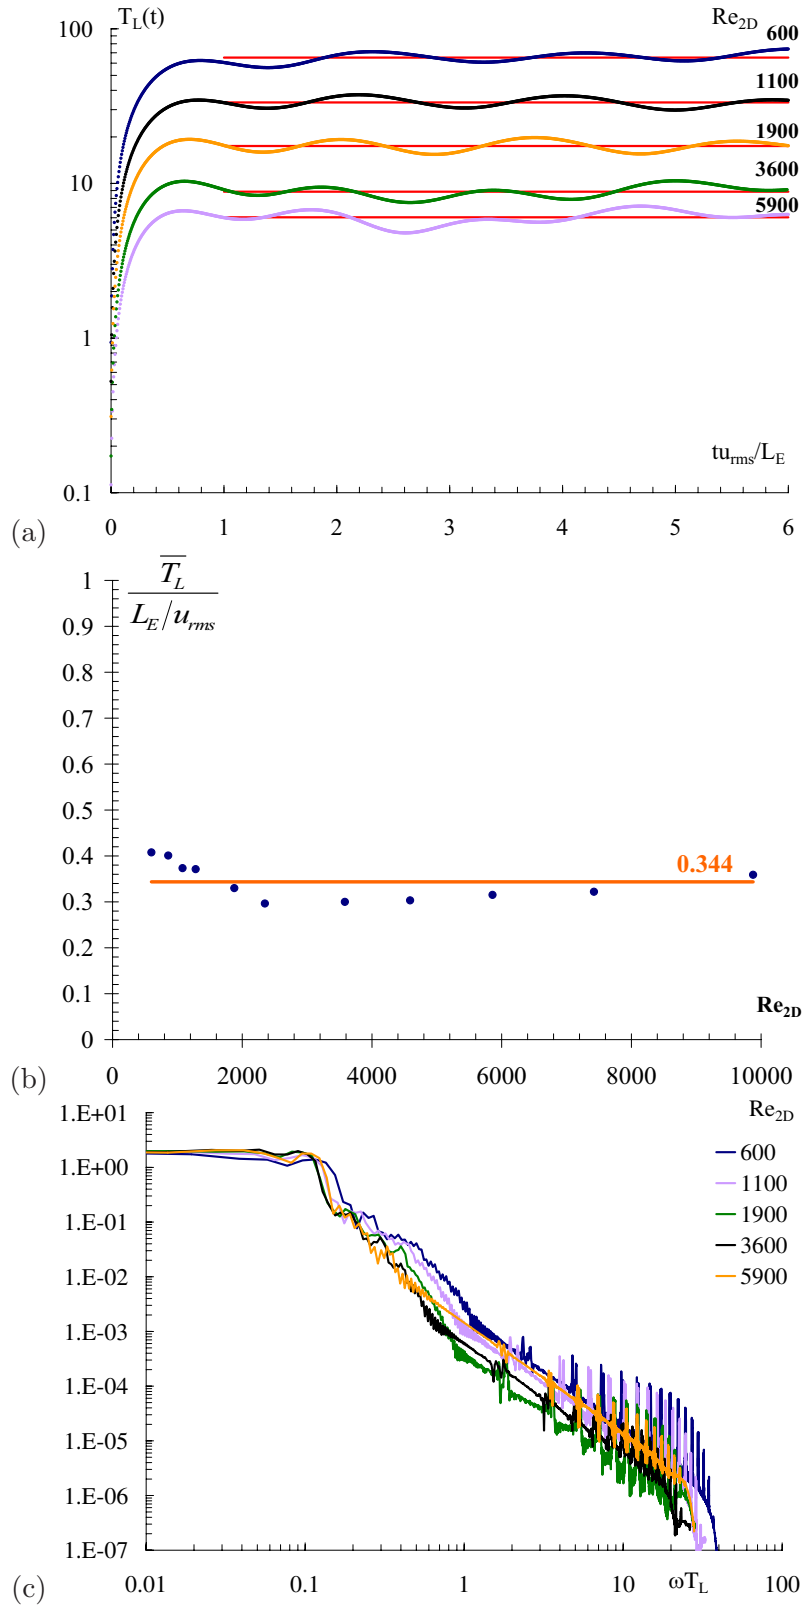 T_L(t) Re_2D
100 600
1100
1900
10 3600
5900
1
tu_rms/L_E
0.1
0 1 2 3 4 5 6
(a)
T_L
L_E/u_rms
1
0.9
0.8
0.7
0.6
0.5
0.4 0.344
0.3
0.2
0.1
0 Re_2D
0 2000 4000 6000 8000 10000
(b)
Re_2D
1.E+01
1.E+00
1.E-01
1.E-02
1.E-03
1.E-04
1.E-05
1.E-06
1.E-07
600
1100
1900
3600
5900
0.01 0.1 1 10 ωT_L 100
(c)